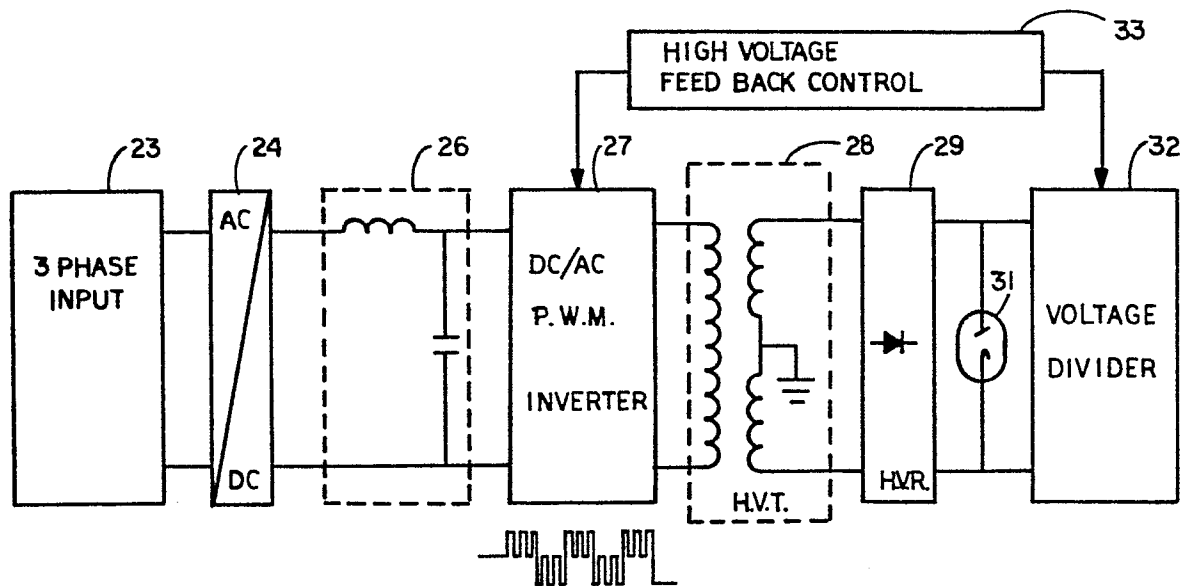 33
HIGH VOLTAGE
FEED BACK CONTROL
23
24
26
27
28
29
32
3 PHASE
INPUT
AC
DC
DC/AC
P.W.M.
INVERTER
H.V.T.
H.V.R.
31
VOLTAGE
DIVIDER